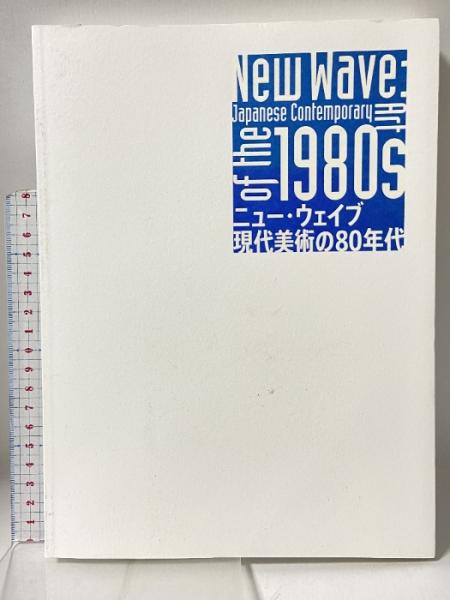 New Wave:
Japanese Contemporary
Art
of the
1980s
ニュー・ウェイブ
現代美術の80年代